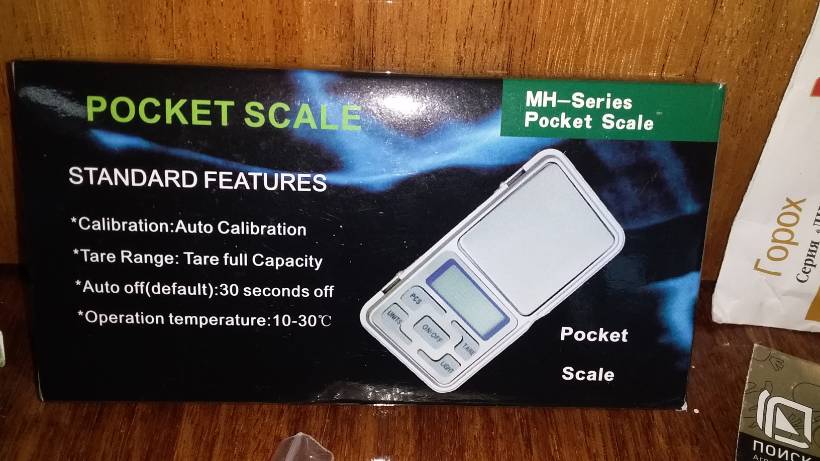 POCKET SCALE
MH-Series
Pocket Scale
STANDARD FEATURES
*Calibration:Auto Calibration
*Tare Range: Tare full Capacity
*Auto off(default):30 seconds off
*Operation temperature:10-30℃
PCS
UNITS
ON/OFF
TARE
LIGHT
Pocket
Scale
Горох
Серия
ПОИСК